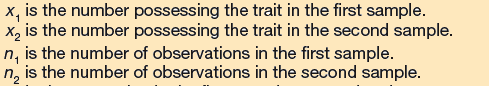 x₁ is the number possessing the trait in the first sample.
x₂ is the number possessing the trait in the second sample.
n₁ is the number of observations in the first sample.
n₂ is the number of observations in the second sample.